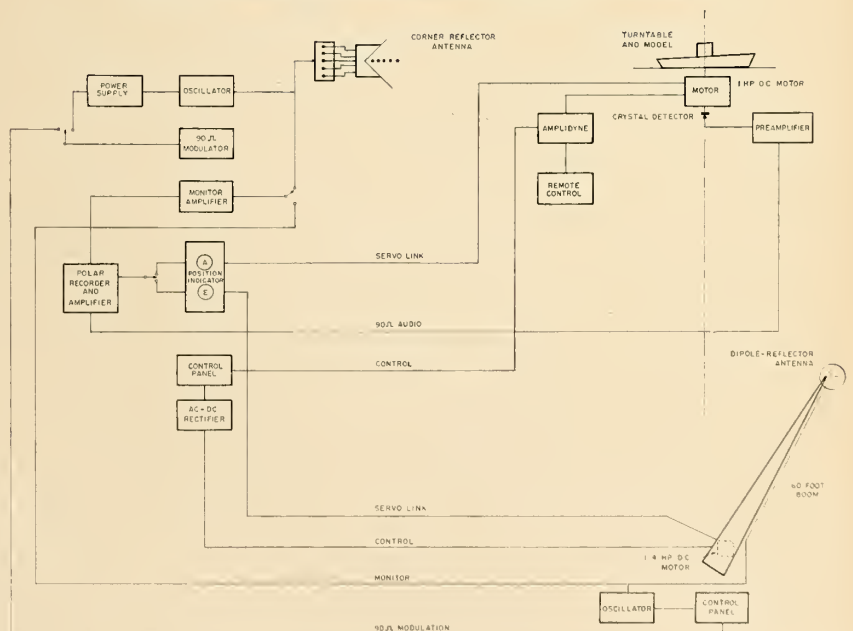 CORNER REFLECTOR
ANTENNA
TURNTABLE
AND MODEL
POWER
SUPPLY
OSCILLATOR
MOTOR
1 HP D.C MOTOR
CRYSTAL DETECTOR
90Ω
MODULATOR
AMPLIDYNE
PREAMPLIFIER
MONITOR
AMPLIFIER
REMOTE
CONTROL
SERVO LINK
POLAR
RECORDER
AND
AMPLIFIER
A
POSITION
INDICATOR
E
90Ω AUDIO
CONTROL
PANEL
CONTROL
DIPOLE-REFLECTOR
ANTENNA
AC-DC
RECTIFIER
60 FOOT
BOOM
SERVO LINK
CONTROL
1/4 HP D.C
MOTOR
MONITOR
OSCILLATOR
CONTROL
PANEL
90Ω MODULATION